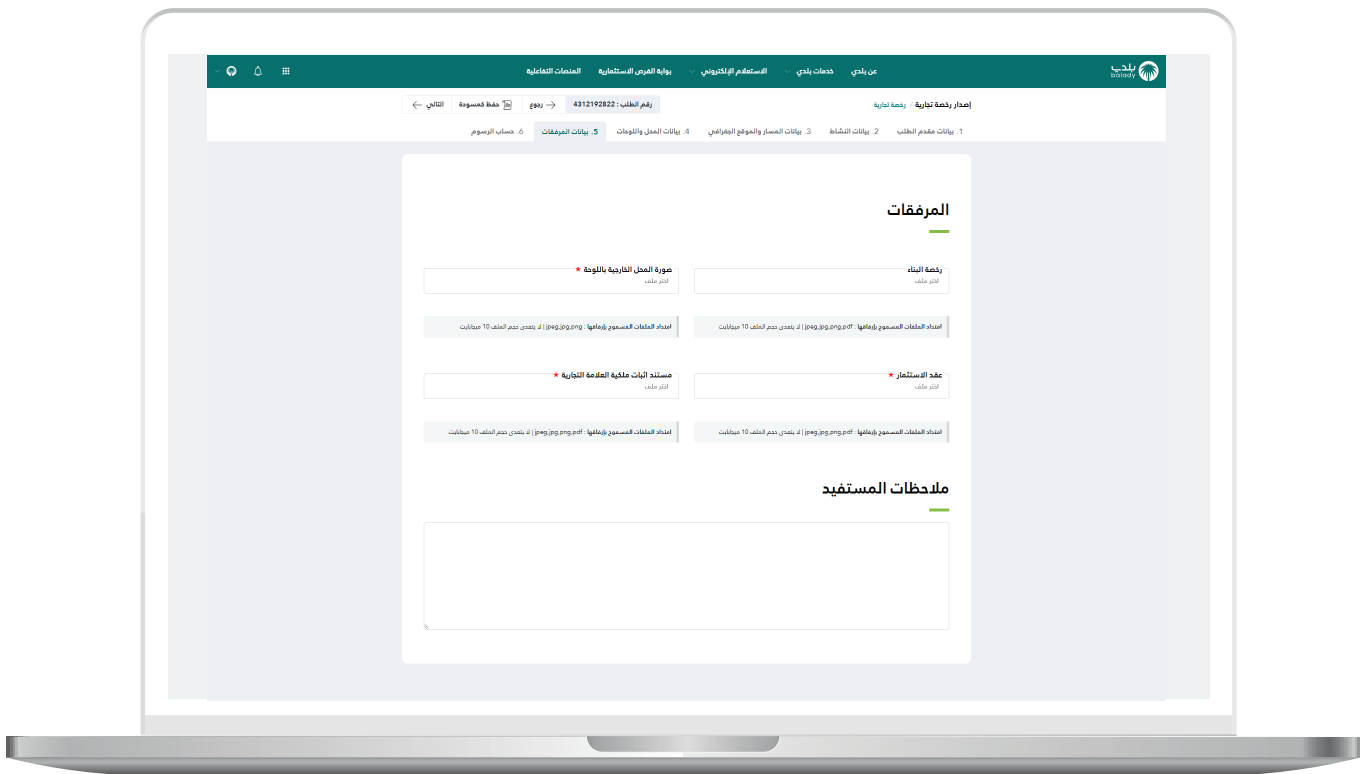 بلدي
balady
عن بلدي
خدمات بلدي
الاستعلام الإلكتروني
بوابة الفرص الاستثمارية
المنصات التفاعلية
إصدار رخصة تجارية / رخصة تجارية
رقم الطلب : 4312192822
رجوع
حفظ كمسودة
التالي
1. بيانات مقدم الطلب
2. بيانات النشاط
3. بيانات المسار والموقع الجغرافي
4. بيانات المحل واللوحات
5. بيانات المرفقات
6. حساب الرسوم
المرفقات
رخصة البناء
اختر ملف
صورة المحل الخارجية باللوحة *
اختر ملف
امتداد الملفات المسموح بإرفاقها : jpeg,jpg,png,pdf | لا يتعدى حجم الملف 10 ميجابايت
امتداد الملفات المسموح بإرفاقها : jpeg,jpg,png | لا يتعدى حجم الملف 10 ميجابايت
عقد الاستثمار *
اختر ملف
مستند اثبات ملكية العلامة التجارية *
اختر ملف
امتداد الملفات المسموح بإرفاقها : jpeg,jpg,png,pdf | لا يتعدى حجم الملف 10 ميجابايت
امتداد الملفات المسموح بإرفاقها : jpeg,jpg,png,pdf | لا يتعدى حجم الملف 10 ميجابايت
ملاحظات المستفيد